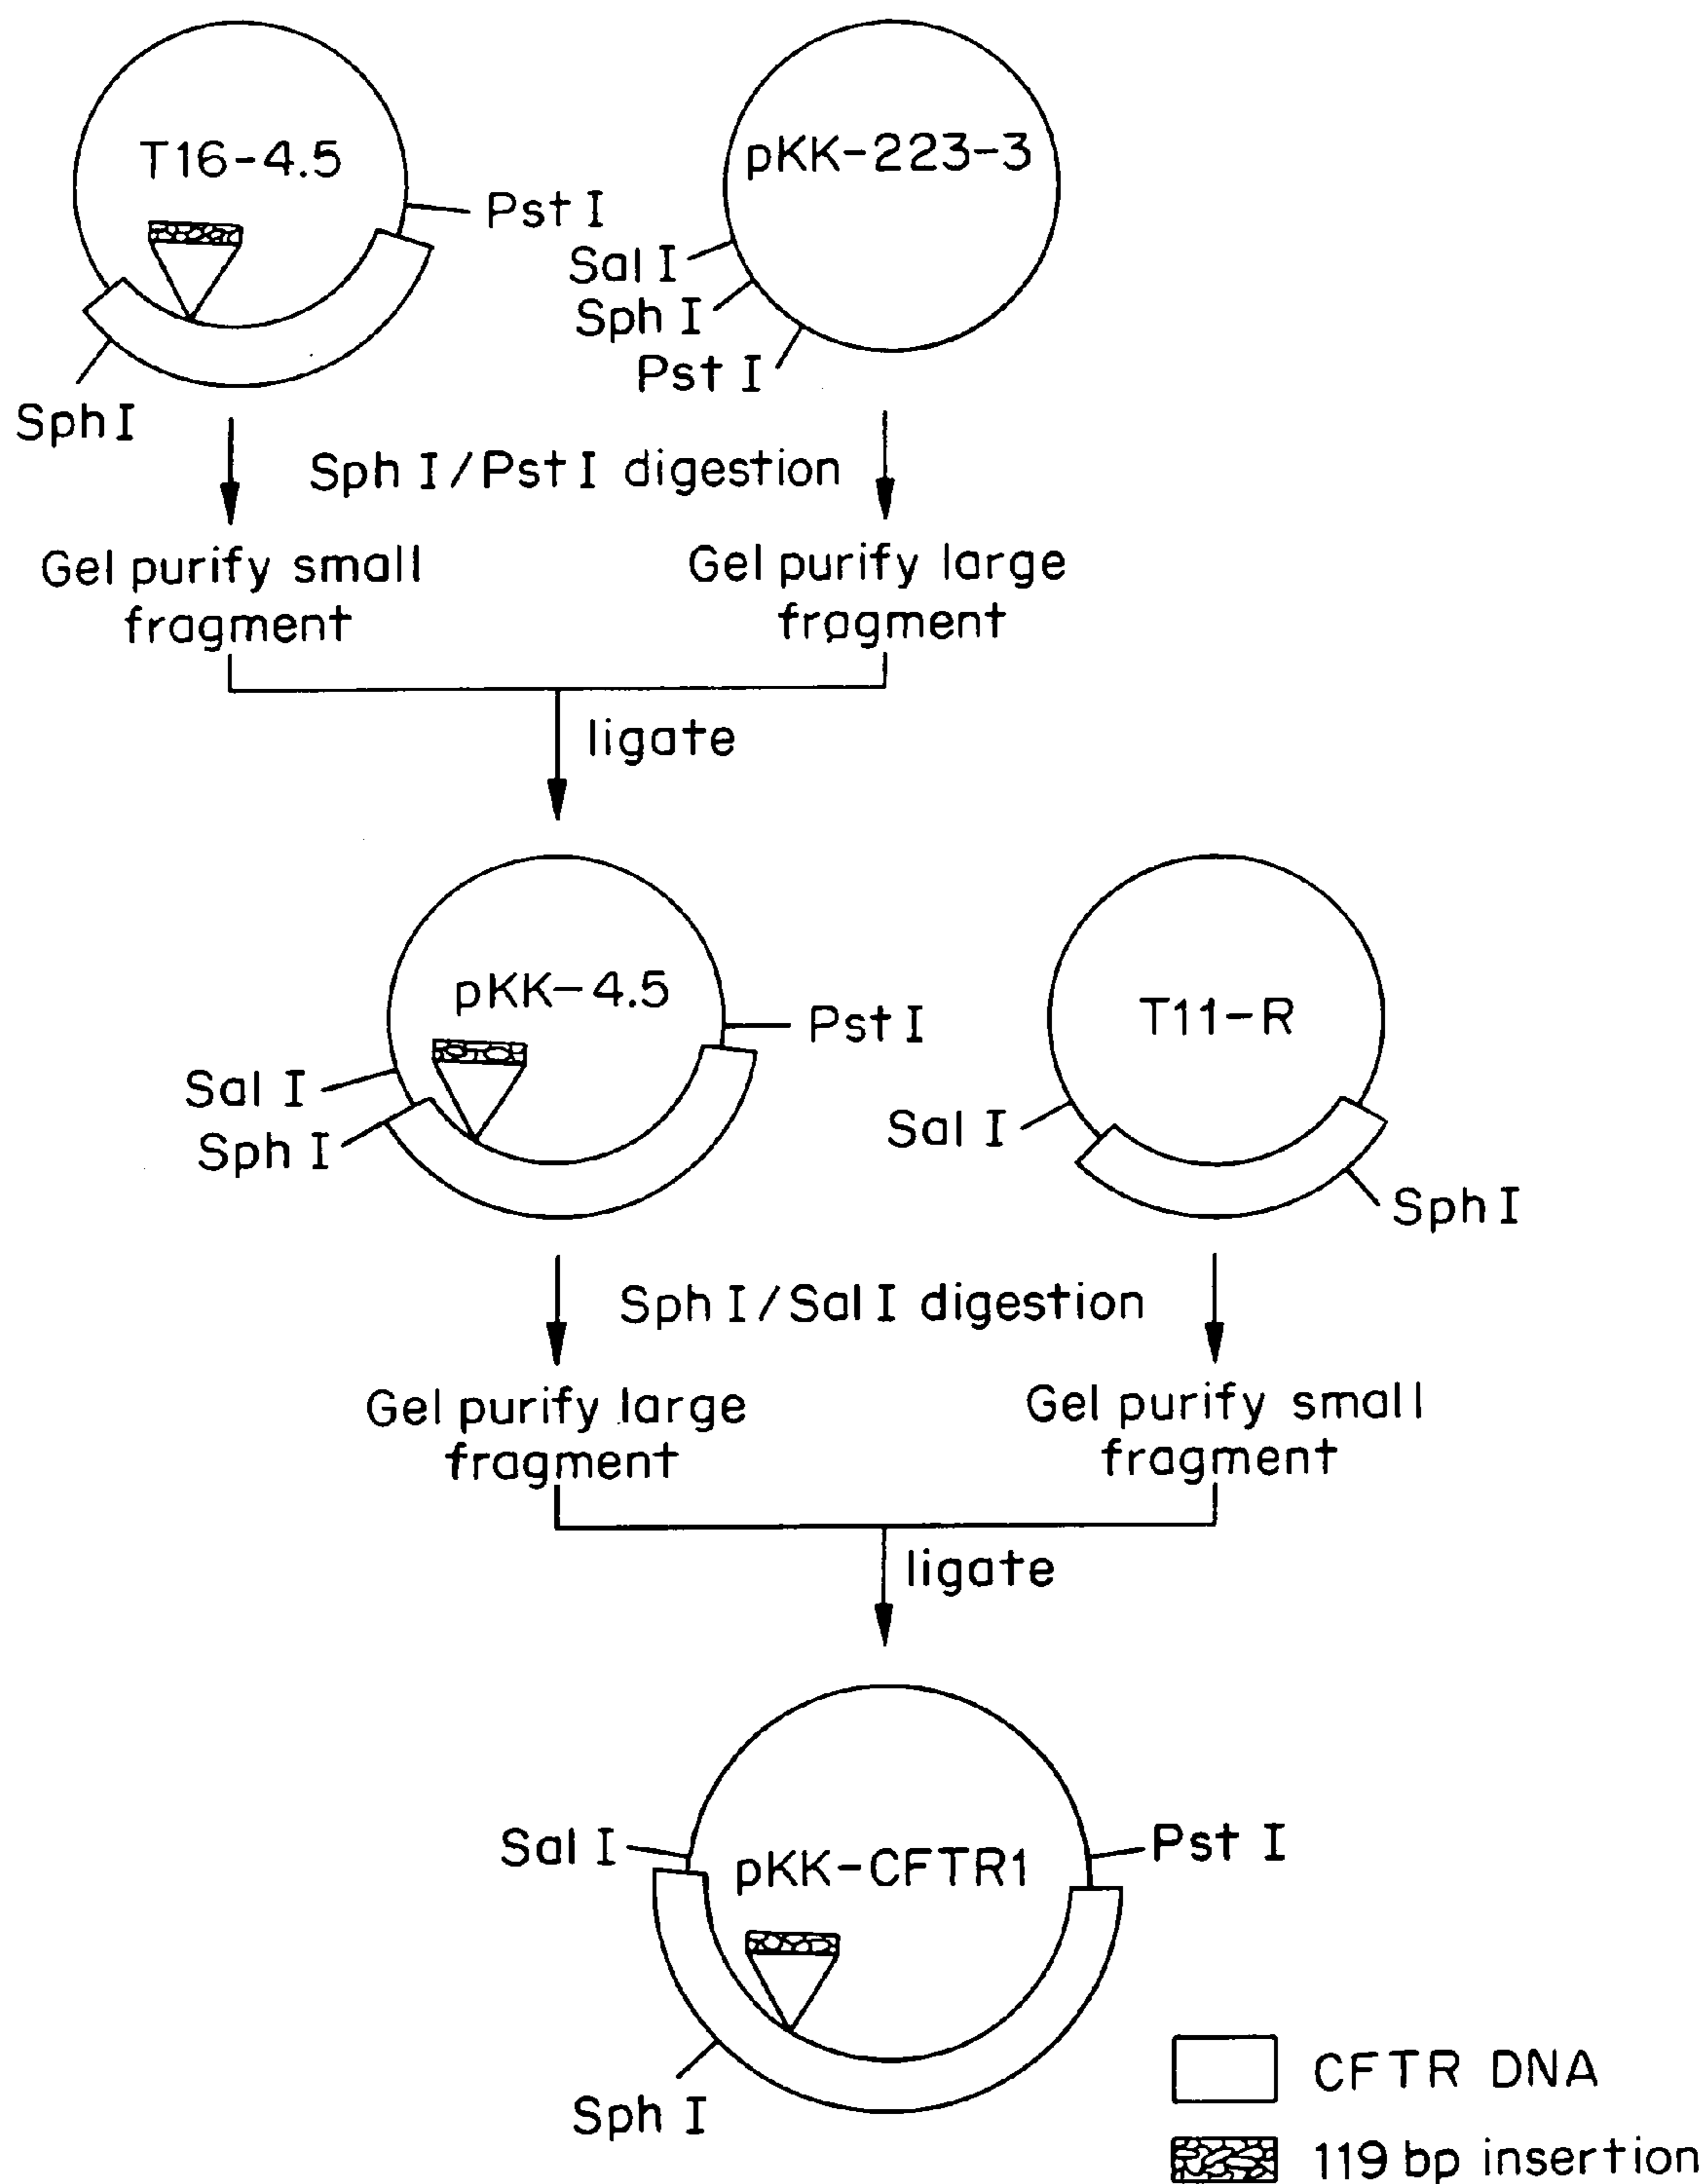 T16-4.5
pKK-223-3
Pst I
Sal I
Sph I
Pst I
Sph I
Sph I/Pst I digestion
Gel purify small
fragment
Gel purify large
fragment
ligate
pKK-4.5
Pst I
T11-R
Sal I
Sph I
Sal I
Sph I
Sph I/Sal I digestion
Gel purify large
fragment
Gel purify small
fragment
ligate
Sal I
pKK-CFTR1
Pst I
Sph I
CFTR DNA
119 bp insertion